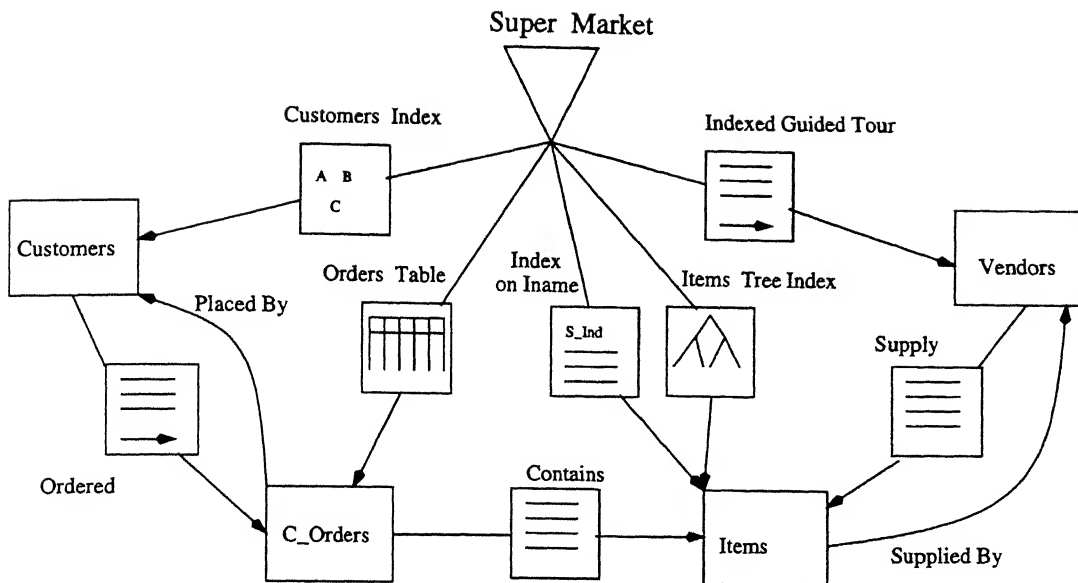 Super Market
Customers Index
Indexed Guided Tour
A B
C
Customers
Orders Table
Index
on Iname
Items Tree Index
Vendors
Placed By
S_Ind
Supply
Ordered
Contains
C_Orders
Items
Supplied By